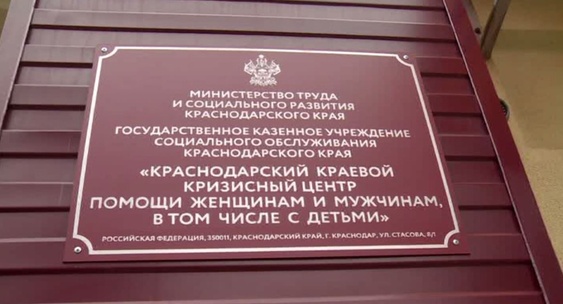 МИНИСТЕРСТВО ТРУДА
И СОЦИАЛЬНОГО РАЗВИТИЯ
КРАСНОДАРСКОГО КРАЯ
ГОСУДАРСТВЕННОЕ КАЗЕННОЕ УЧРЕЖДЕНИЕ
СОЦИАЛЬНОГО ОБСЛУЖИВАНИЯ
КРАСНОДАРСКОГО КРАЯ
«КРАСНОДАРСКИЙ КРАЕВОЙ
КРИЗИСНЫЙ ЦЕНТР
ПОМОЩИ ЖЕНЩИНАМ И МУЖЧИНАМ,
В ТОМ ЧИСЛЕ С ДЕТЬМИ»
РОССИЙСКАЯ ФЕДЕРАЦИЯ, 350011, КРАСНОДАРСКИЙ КРАЙ, Г. КРАСНОДАР, УЛ. СТАСОВА,